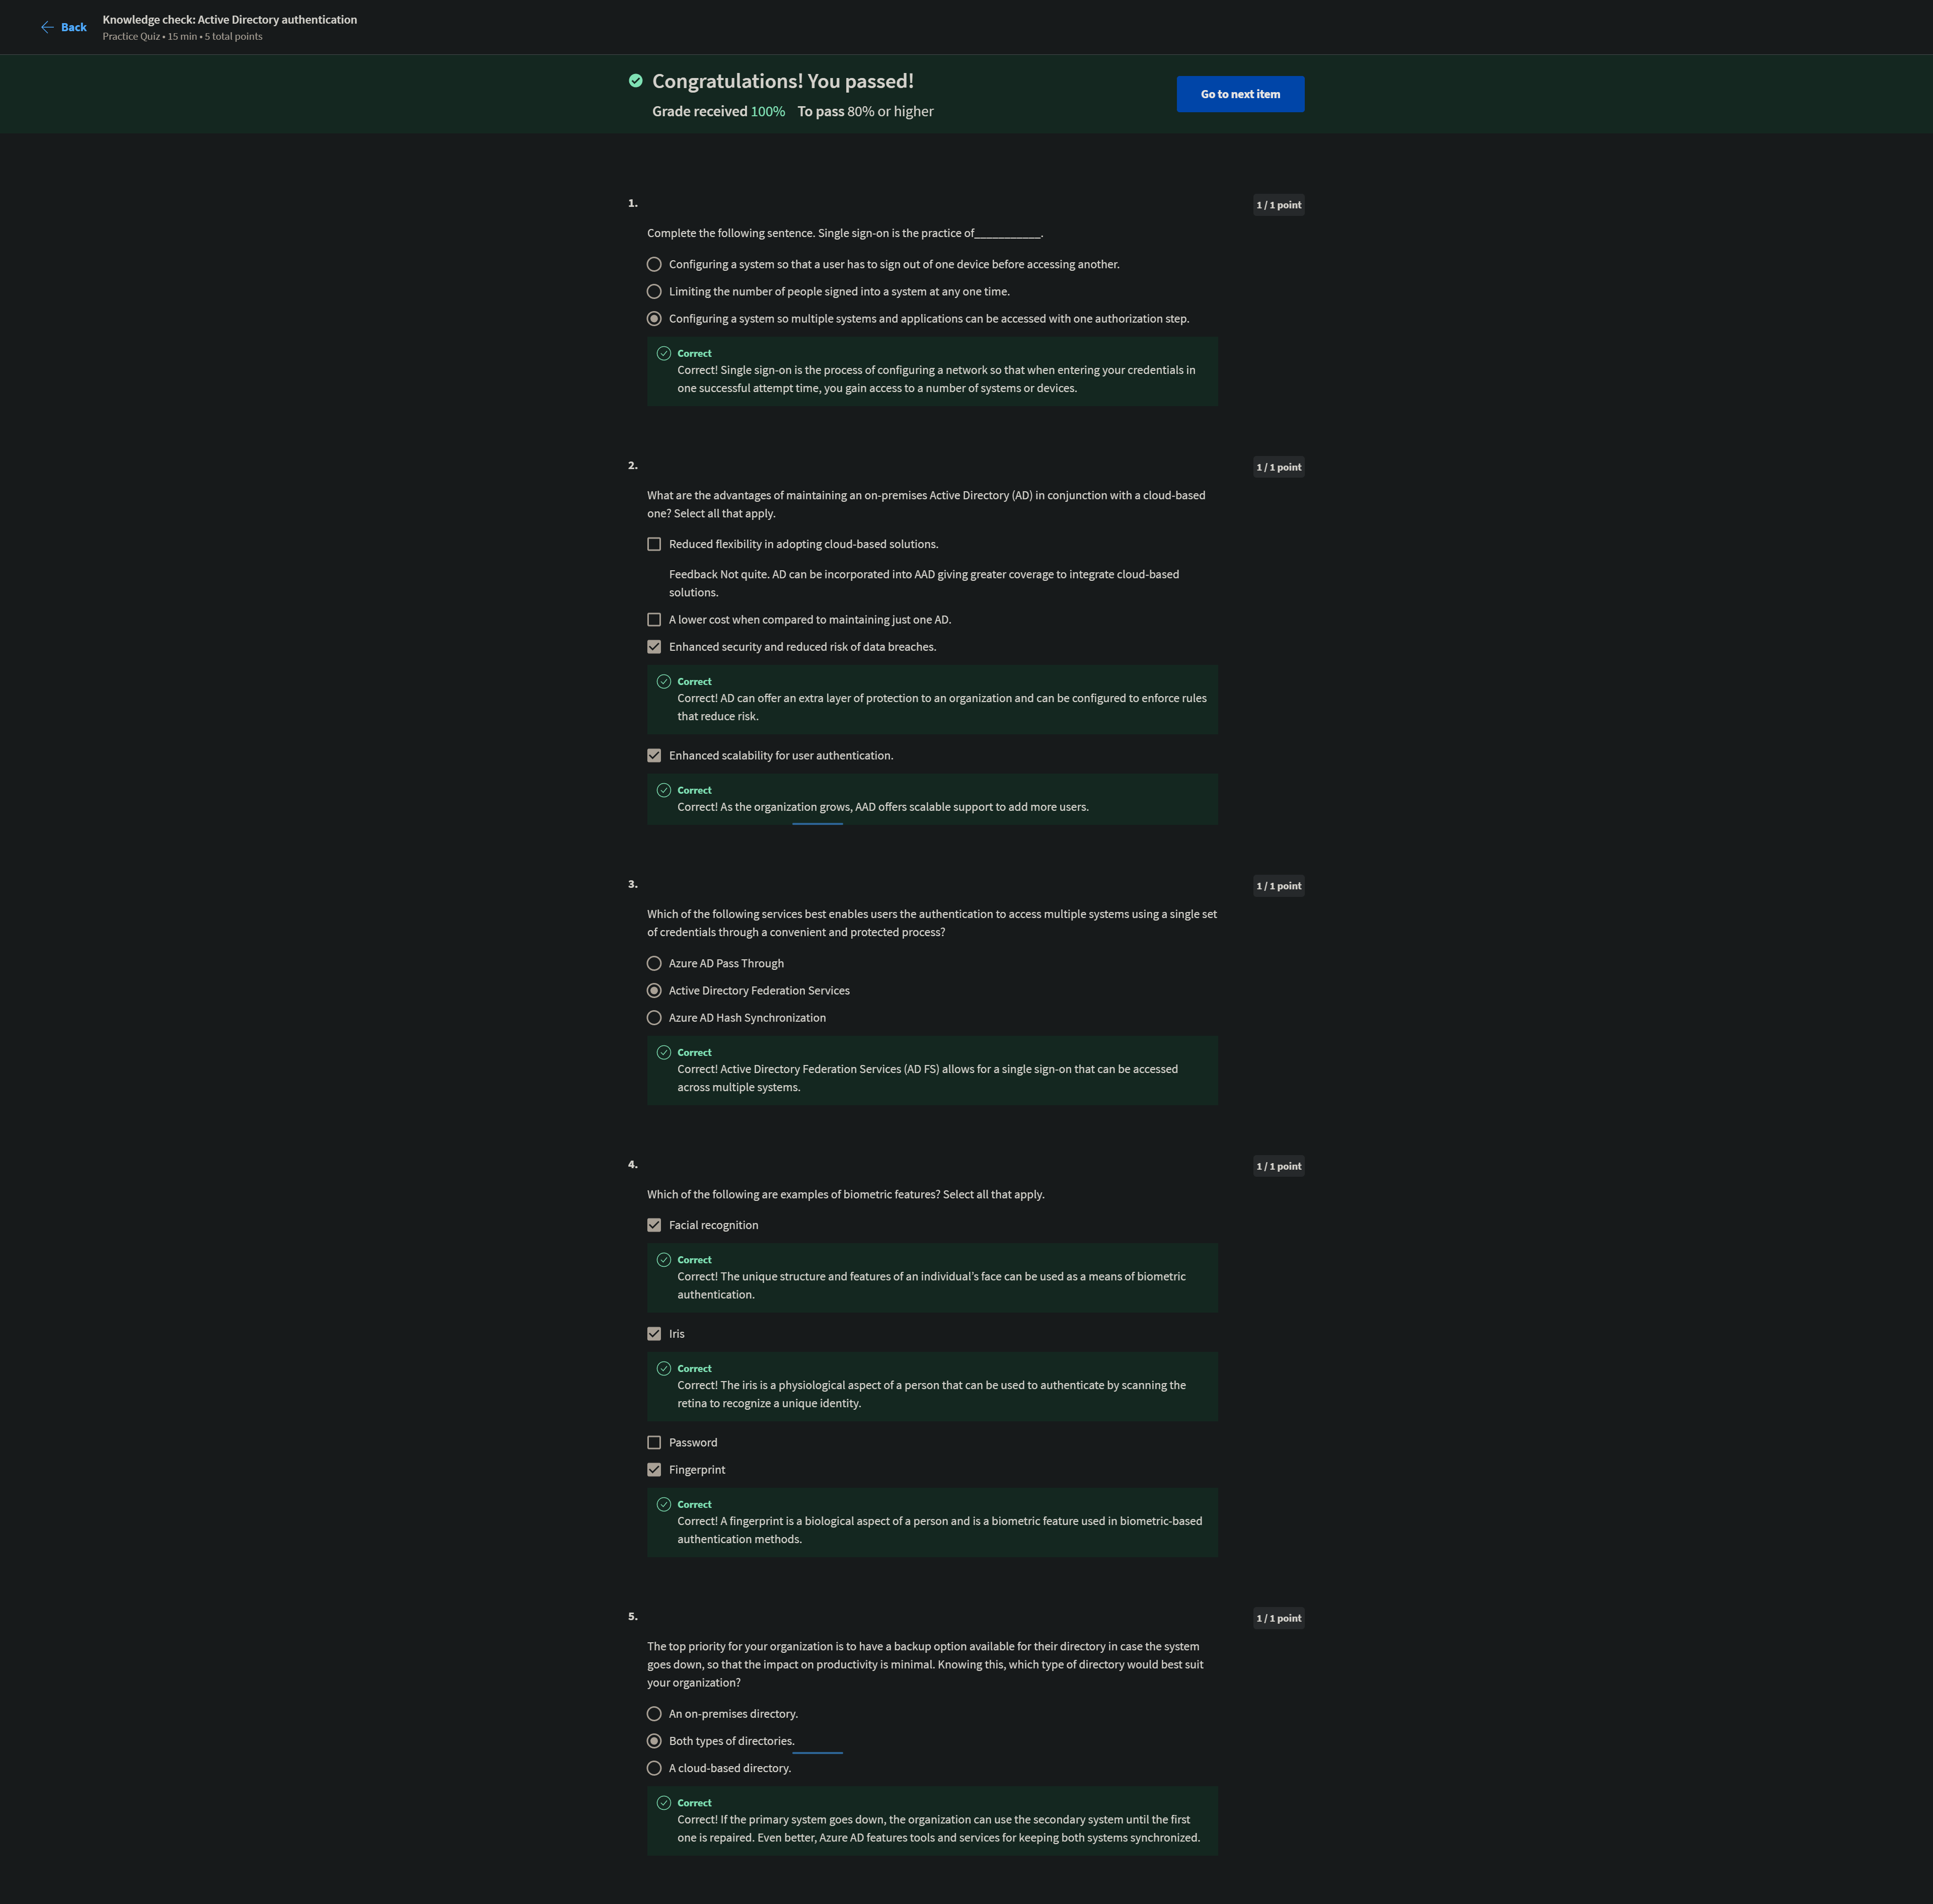 Back
Knowledge check: Active Directory authentication
Practice Quiz • 15 min • 5 total points
Congratulations! You passed!
Grade received 100% To pass 80% or higher
Go to next item
1.
1 / 1 point
Complete the following sentence. Single sign-on is the practice of___________.
Configuring a system so that a user has to sign out of one device before accessing another.
Limiting the number of people signed into a system at any one time.
Configuring a system so multiple systems and applications can be accessed with one authorization step.
Correct
Correct! Single sign-on is the process of configuring a network so that when entering your credentials in
one successful attempt time, you gain access to a number of systems or devices.
2.
1 / 1 point
What are the advantages of maintaining an on-premises Active Directory (AD) in conjunction with a cloud-based
one? Select all that apply.
Reduced flexibility in adopting cloud-based solutions.
Feedback Not quite. AD can be incorporated into AAD giving greater coverage to integrate cloud-based
solutions.
A lower cost when compared to maintaining just one AD.
Enhanced security and reduced risk of data breaches.
Correct
Correct! AD can offer an extra layer of protection to an organization and can be configured to enforce rules
that reduce risk.
Enhanced scalability for user authentication.
Correct
Correct! As the organization grows, AAD offers scalable support to add more users.
3.
1 / 1 point
Which of the following services best enables users the authentication to access multiple systems using a single set
of credentials through a convenient and protected process?
Azure AD Pass Through
Active Directory Federation Services
Azure AD Hash Synchronization
Correct
Correct! Active Directory Federation Services (AD FS) allows for a single sign-on that can be accessed
across multiple systems.
4.
1 / 1 point
Which of the following are examples of biometric features? Select all that apply.
Facial recognition
Correct
Correct! The unique structure and features of an individual’s face can be used as a means of biometric
authentication.
Iris
Correct
Correct! The iris is a physiological aspect of a person that can be used to authenticate by scanning the
retina to recognize a unique identity.
Password
Fingerprint
Correct
Correct! A fingerprint is a biological aspect of a person and is a biometric feature used in biometric-based
authentication methods.
5.
1 / 1 point
The top priority for your organization is to have a backup option available for their directory in case the system
goes down, so that the impact on productivity is minimal. Knowing this, which type of directory would best suit
your organization?
An on-premises directory.
Both types of directories.
A cloud-based directory.
Correct
Correct! If the primary system goes down, the organization can use the secondary system until the first
one is repaired. Even better, Azure AD features tools and services for keeping both systems synchronized.